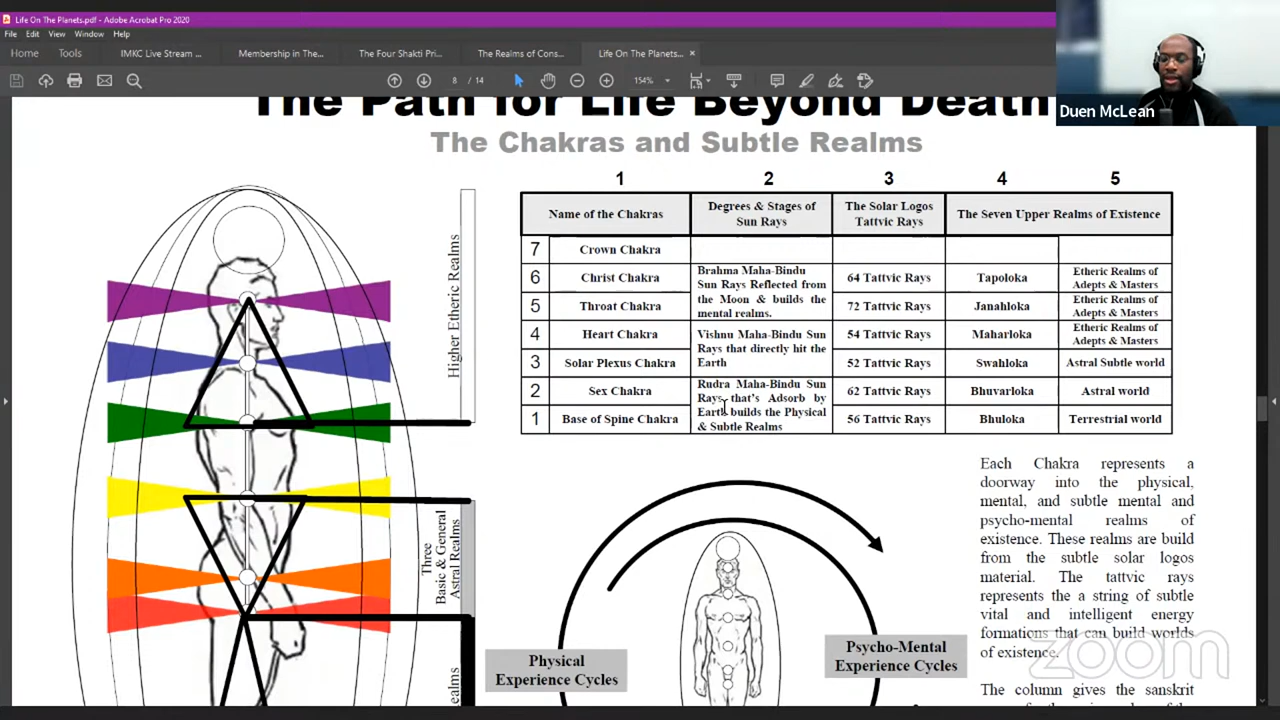 Life On The Planets.pdf - Adobe Acrobat Pro 2020
File Edit View Window Help
Home Tools IMKC Live Stream ... Membership in The... The Four Shakti Pri... The Realms of Cons... Life On The Planets... ×
8 / 14 154%
Duen McLean
The Path for Life Beyond Death
The Chakras and Subtle Realms
1 2 3 4 5
Name of the Chakras
Degrees & Stages of
Sun Rays
The Solar Logos
Tattvic Rays
The Seven Upper Realms of Existence
7 Crown Chakra
6 Christ Chakra
5 Throat Chakra
Brahma Maha-Bindu
Sun Rays Reflected from
the Moon & builds the
mental realms.
64 Tattvic Rays Tapoloka
Etheric Realms of
Adepts & Masters
72 Tattvic Rays Janahloka
Etheric Realms of
Adepts & Masters
4 Heart Chakra
3 Solar Plexus Chakra
Vishnu Maha-Bindu Sun
Rays that directly hit the
Earth
54 Tattvic Rays Maharloka
Etheric Realms of
Adepts & Masters
52 Tattvic Rays Swahloka Astral Subtle world
2 Sex Chakra
1 Base of Spine Chakra
Rudra Maha-Bindu Sun
Rays that's Adsorb by
Earth builds the Physical
& Subtle Realms
62 Tattvic Rays Bhuvarloka Astral world
56 Tattvic Rays Bhuloka Terrestrial world
Higher Etheric Realms
Three
Basic & General
Astral Realms
Physical
Experience Cycles
Psycho-Mental
Experience Cycles
Each Chakra represents a
doorway into the physical,
mental, and subtle mental and
psycho-mental realms of
existence. These realms are build
from the subtle solar logos
material. The tattvic rays
represents the a string of subtle
vital and intelligent energy
formations that can build worlds
of existence.
The column gives the sanskrit
zoom